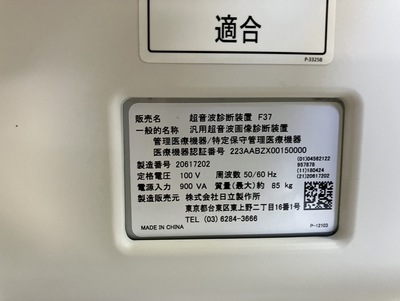 適合
P-33258
販売名 超音波診断装置 F37
一般的名称 汎用超音波画像診断装置
管理医療機器/特定保守管理医療機器
医療機器認証番号 223AABZX00150000
製造番号 20617202
定格電圧 100 V 周波数 50/60 Hz
電源入力 900 VA 質量(最大) 約 85 kg
製造販売元 株式会社日立製作所
東京都台東区東上野二丁目16番1号
TEL (03) 6284-3666
MADE IN CHINA
(01)04562122
957878
(11)180424
(21)20617202
P-12103